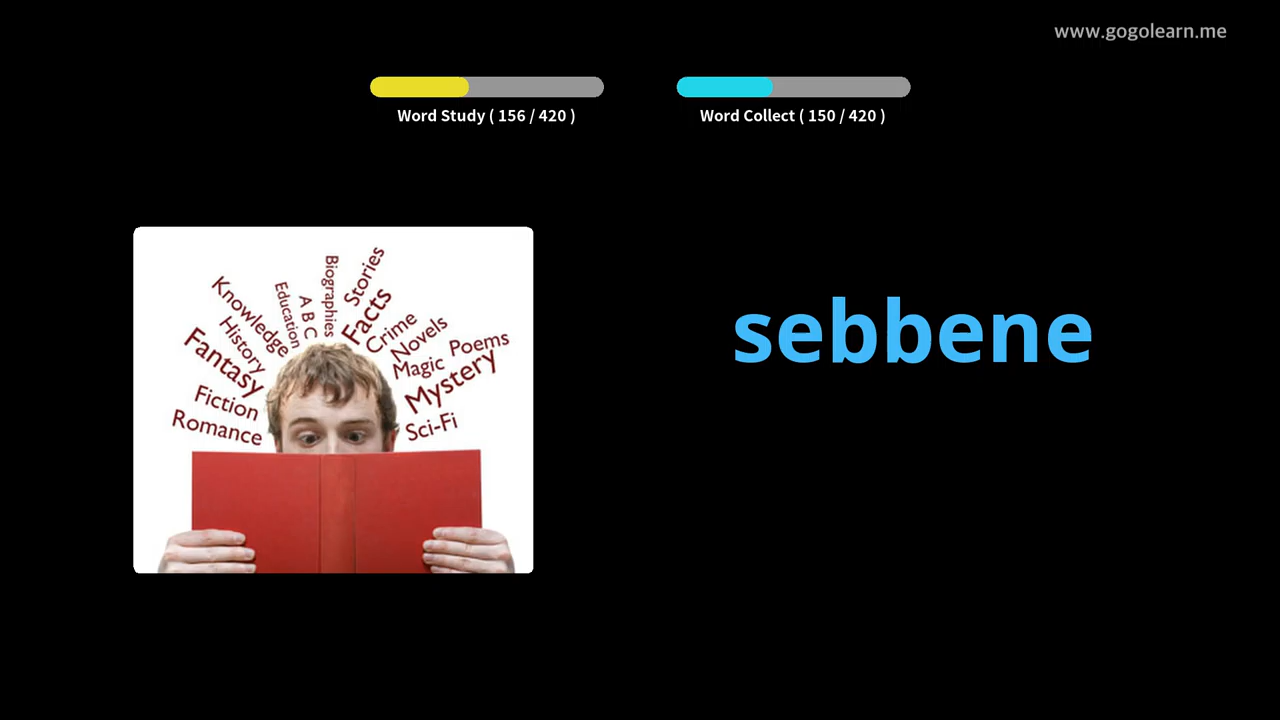 www.gogolearn.me
Word Study ( 156 / 420 )
Word Collect ( 150 / 420 )
Biographies
Stories
Education
A B C
Facts
Knowledge
Crime
History
Novels
Fantasy
Magic
Poems
Mystery
Fiction
Romance
Sci-Fi
sebbene